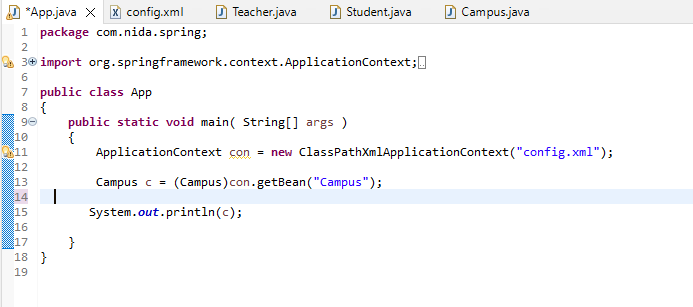 *App.java config.xml Teacher.java Student.java Campus.java
1 package com.nida.spring;
2
3 import org.springframework.context.ApplicationContext;
6
7 public class App
8 {
9 public static void main( String[] args )
10 {
11 ApplicationContext con = new ClassPathXmlApplicationContext("config.xml");
12
13 Campus c = (Campus)con.getBean("Campus");
14
15 System.out.println(c);
16
17 }
18 }
19